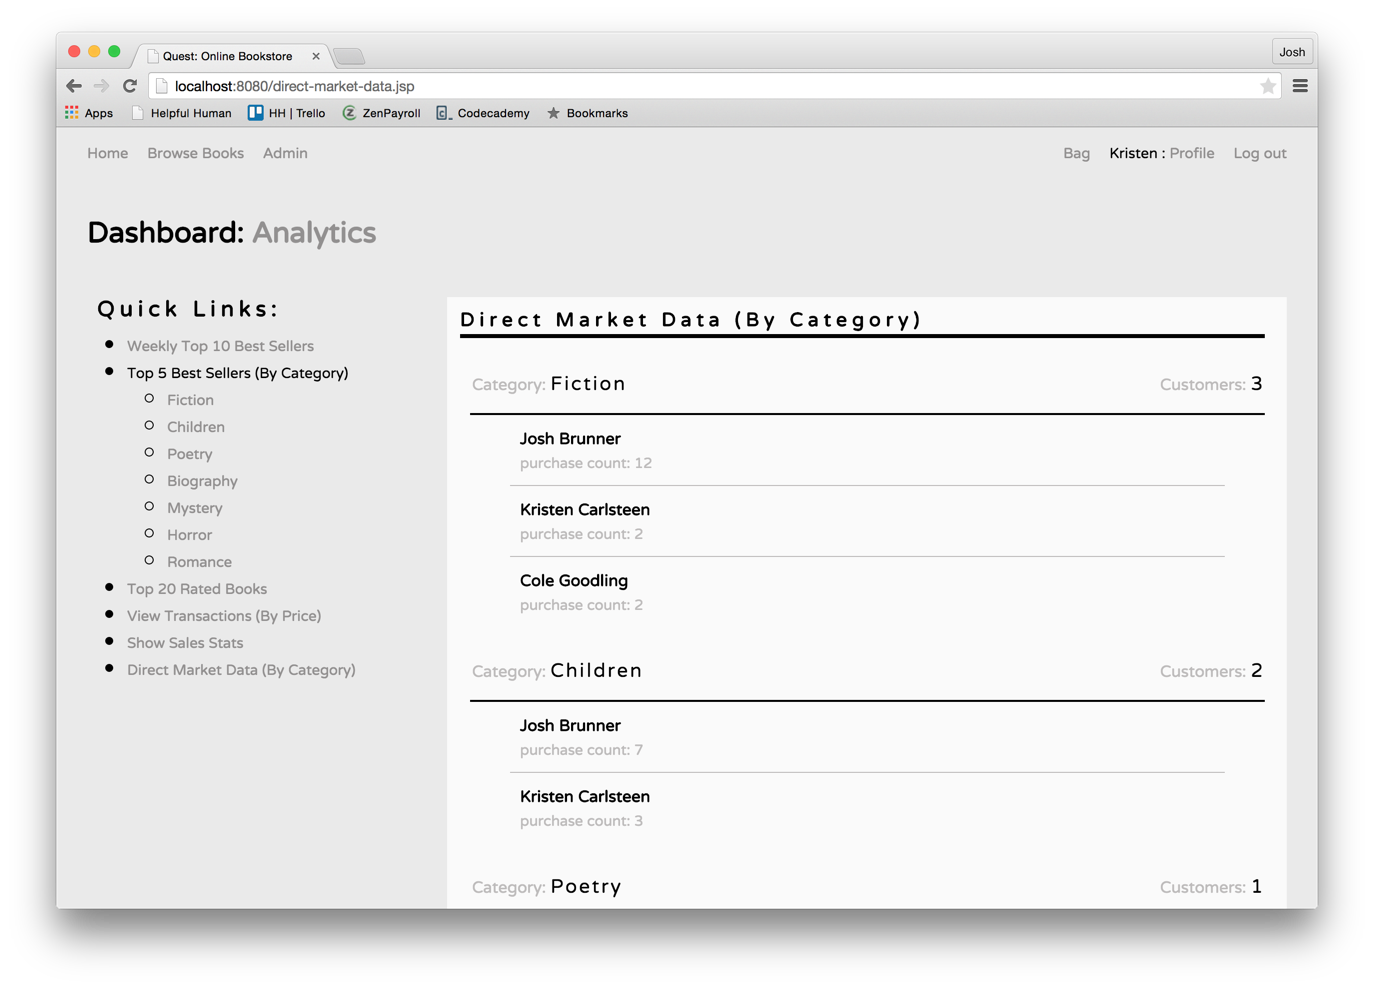 Quest: Online Bookstore
Josh
localhost:8080/direct-market-data.jsp
Apps Helpful Human HH | Trello ZenPayroll Codecademy Bookmarks
Home Browse Books Admin Bag Kristen : Profile Log out
Dashboard: Analytics
Quick Links:
Weekly Top 10 Best Sellers
Top 5 Best Sellers (By Category)
Fiction
Children
Poetry
Biography
Mystery
Horror
Romance
Top 20 Rated Books
View Transactions (By Price)
Show Sales Stats
Direct Market Data (By Category)
Direct Market Data (By Category)
Category: Fiction Customers: 3
Josh Brunner
purchase count: 12
Kristen Carlsteen
purchase count: 2
Cole Goodling
purchase count: 2
Category: Children Customers: 2
Josh Brunner
purchase count: 7
Kristen Carlsteen
purchase count: 3
Category: Poetry Customers: 1